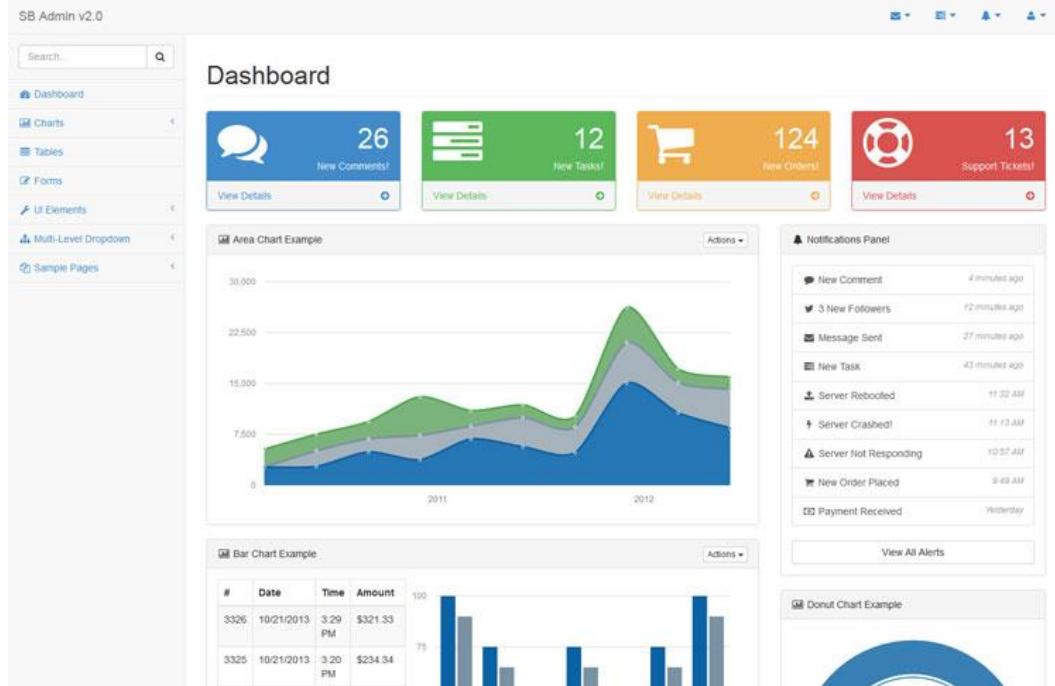 SB Admin v2.0
Search...
Dashboard
Charts
Tables
Forms
UI Elements
Multi-Level Dropdown
Sample Pages
Dashboard
26
New Comments!
View Details
12
New Tasks!
View Details
124
New Orders!
View Details
13
Support Tickets!
View Details
Area Chart Example
Actions
30,000
22,500
15,000
7,500
0
2011
2012
Notifications Panel
New Comment 4 minutes ago
3 New Followers 12 minutes ago
Message Sent 27 minutes ago
New Task 43 minutes ago
Server Rebooted 11:32 AM
Server Crashed! 11:13 AM
Server Not Responding 10:57 AM
New Order Placed 9:49 AM
Payment Received Yesterday
View All Alerts
Bar Chart Example
Actions
# Date Time Amount
3326 10/21/2013 3:29 $321.33
PM
3325 10/21/2013 3:20 $234.34
PM
100
75
Donut Chart Example